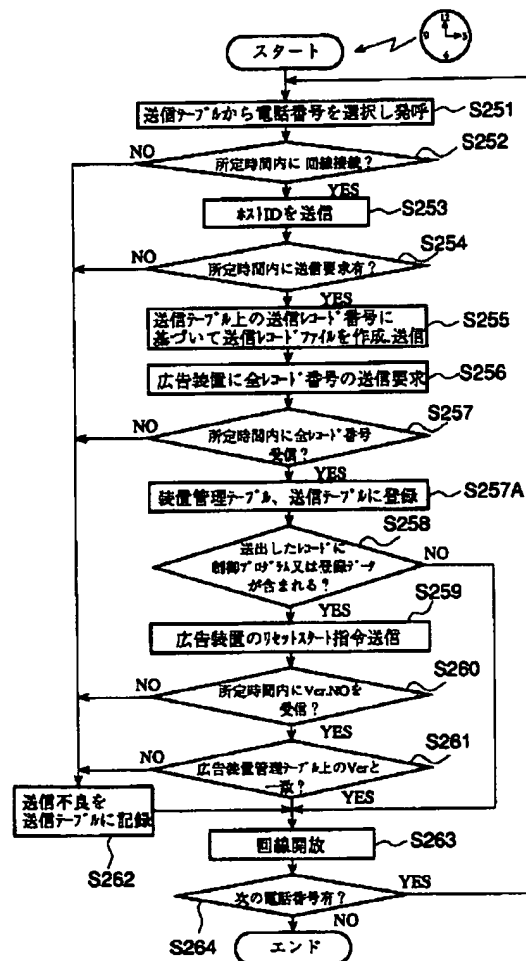 12
9
3
6
スタート
送信テーブルから電話番号を選択し発呼
S251
NO
所定時間内に回線接続？
S252
YES
ホストIDを送信
S253
NO
所定時間内に送信要求有？
S254
YES
送信テーブル上の送信レコード番号に
基づいて送信レコードファイルを作成.送信
S255
広告装置に全レコード番号の送信要求
S256
NO
所定時間内に全レコード番号
受信？
S257
YES
装置管理テーブル、送信テーブルに登録
S257A
送出したレコードに
制御プログラム又は登録データ
が含まれる？
S258
NO
YES
広告装置のリセットスタート指令送信
S259
NO
所定時間内にVer.NOを
受信？
S260
YES
NO
広告装置管理テーブル上のVerと
一致？
S261
YES
送信不良を
送信テーブルに記録
S262
回線開放
S263
次の電話番号有？
YES
S264
NO
エンド